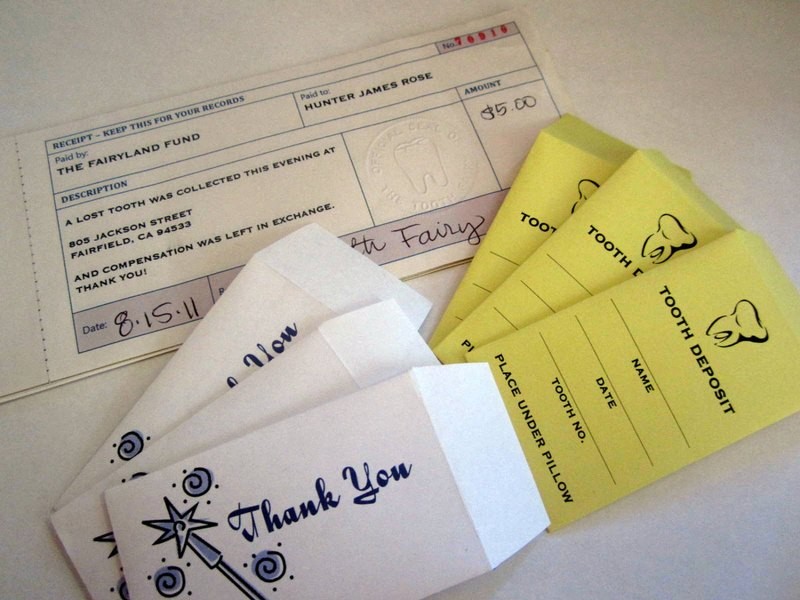 No. 70010
RECEIPT – KEEP THIS FOR YOUR RECORDS
Paid by:
THE FAIRYLAND FUND
Paid to:
HUNTER JAMES ROSE
AMOUNT
$5.00
DESCRIPTION
A LOST TOOTH WAS COLLECTED THIS EVENING AT
805 JACKSON STREET
FAIRFIELD, CA 94533
AND COMPENSATION WAS LEFT IN EXCHANGE.
THANK YOU!
Date: 8.15.11
Fairy
You
Thank You
TOOTH
TOOTH
TOOTH DEPOSIT
NAME
DATE
TOOTH NO.
PLACE UNDER PILLOW